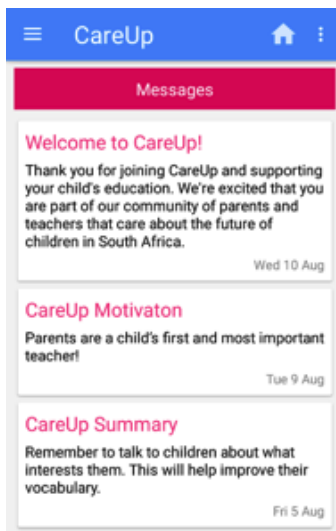 CareUp
Messages
Welcome to CareUp!
Thank you for joining CareUp and supporting
your child's education. We're excited that you
are part of our community of parents and
teachers that care about the future of
children in South Africa.
Wed 10 Aug
CareUp Motivaton
Parents are a child's first and most important
teacher!
Tue 9 Aug
CareUp Summary
Remember to talk to children about what
interests them. This will help improve their
vocabulary.
Fri 5 Aug